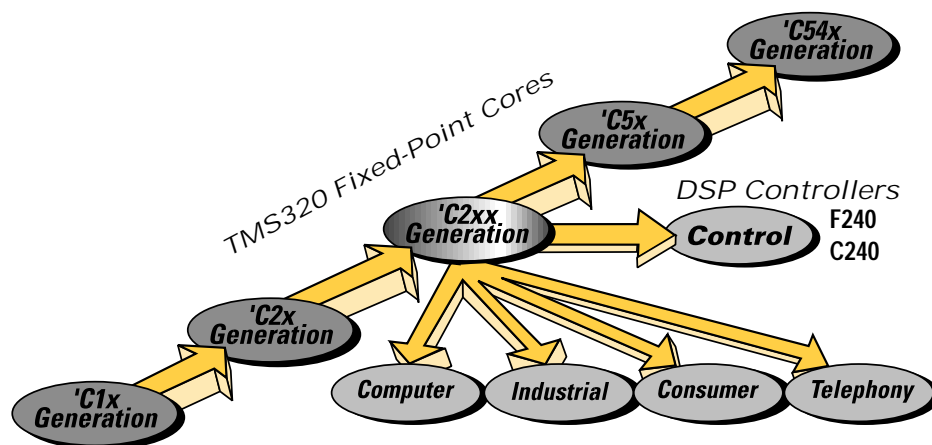 'C54x
Generation
TMS320 Fixed-Point Cores
'C5x
Generation
DSP Controllers
'C2xx
Generation
Control
F240
C240
'C2x
Generation
Computer
Industrial
Consumer
Telephony
'C1x
Generation